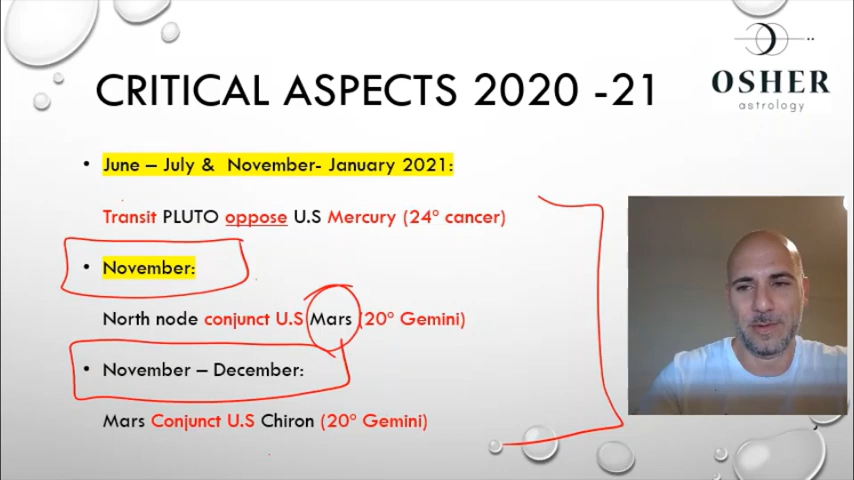 CRITICAL ASPECTS 2020 -21
OSHER
astrology
• June – July & November- January 2021:
Transit PLUTO oppose U.S Mercury (24° cancer)
• November:
North node conjunct U.S Mars (20° Gemini)
• November – December:
Mars Conjunct U.S Chiron (20° Gemini)